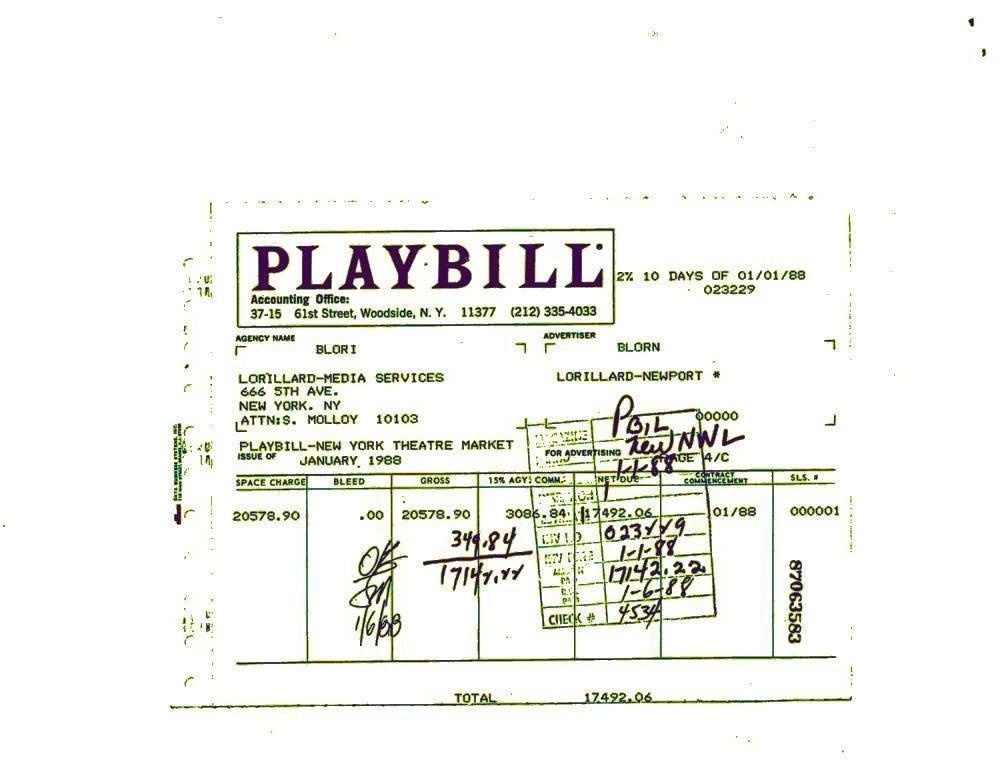 PLAYBILL
Accounting Office:
37-15 61st Street, Woodside, N. Y. 11377 (212) 335-4033
2% 10 DAYS OF 01/01/88
023229
AGENCY NAME
BLORI
ADVERTISER
BLORN
LORILLARD-MEDIA SERVICES
666 5TH AVE.
NEW YORK. NY
ATTN:S. MOLLOY 10103
LORILLARD-NEWPORT *
00000
PBIL
new NWL
1-1-88
PLAYBILL-NEW YORK THEATRE MARKET
ISSUE OF JANUARY 1988
FOR ADVERTISING PAGE 4/C
SPACE CHARGE BLEED GROSS 15% AGY. COMM. NET DUE CONTRACT COMMENCEMENT SLS. #
20578.90 .00 20578.90 3086.84 17492.06 01/88 000001
349.84
17142.22
OK
1/6/88
023229
1-1-88
17142.22
1-6-88
CHECK # 4534
87063583
TOTAL 17492.06